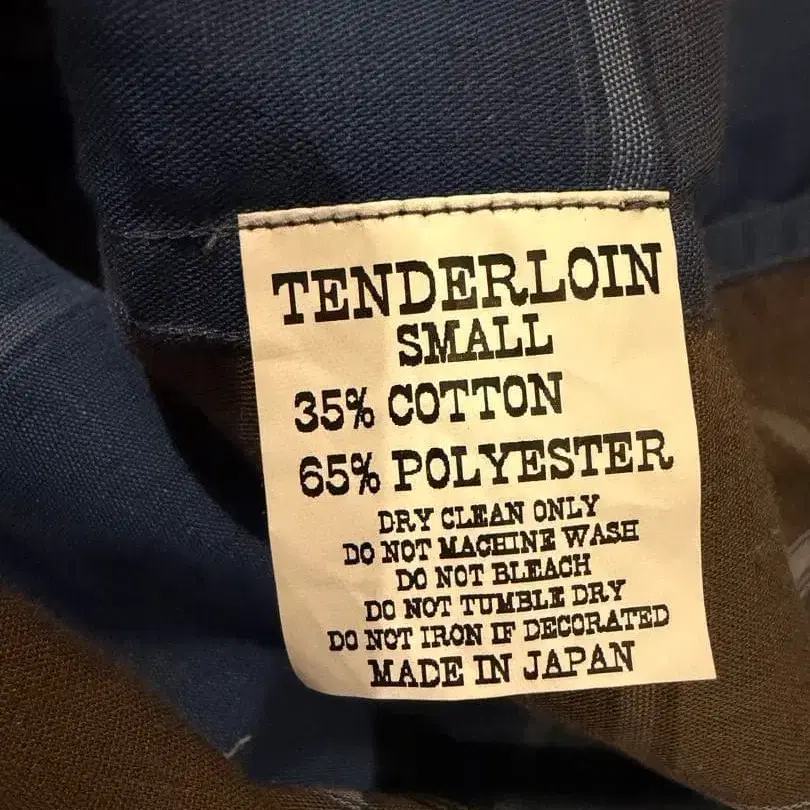 TENDERLOIN
SMALL
35% COTTON
65% POLYESTER
DRY CLEAN ONLY
DO NOT MACHINE WASH
DO NOT BLEACH
DO NOT TUMBLE DRY
DO NOT IRON IF DECORATED
MADE IN JAPAN